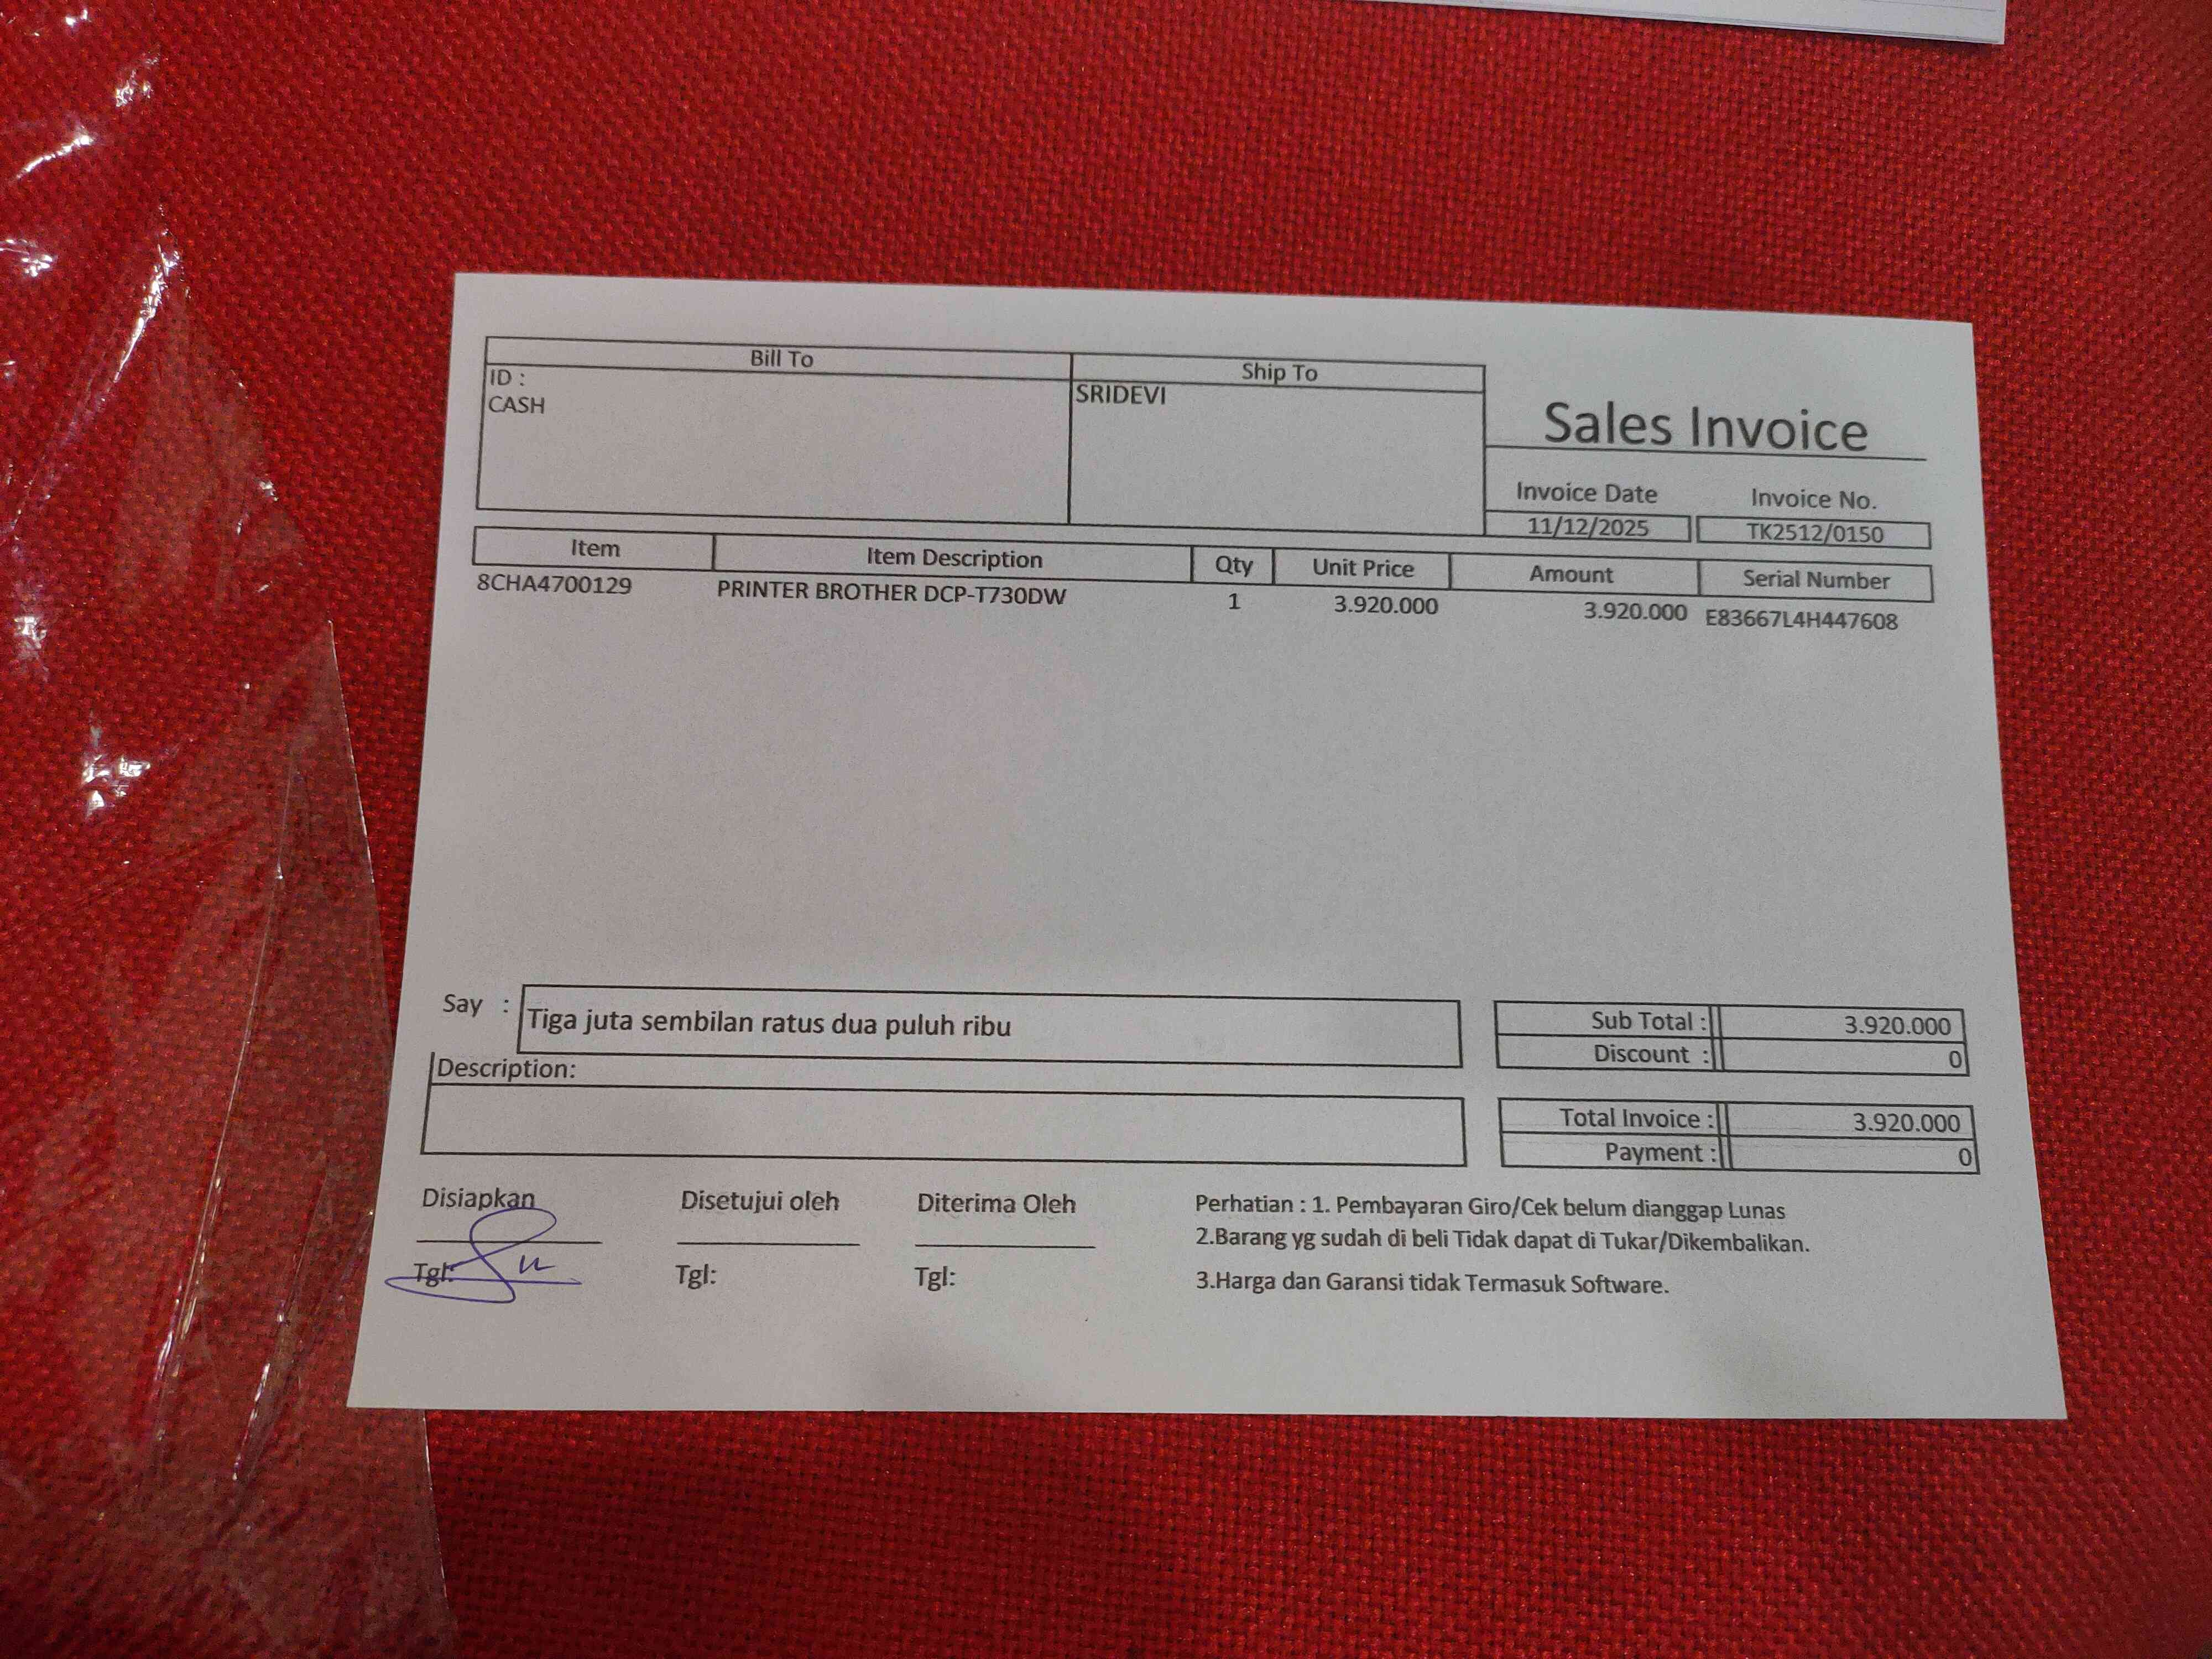 Bill To
Ship To
ID :
CASH
SRIDEVI
Sales Invoice
Invoice Date
Invoice No.
11/12/2025
TK2512/0150
Item
Item Description
Qty
Unit Price
Amount
Serial Number
8CHA4700129
PRINTER BROTHER DCP-T730DW
1
3.920.000
3.920.000
E83667L4H447608
Say :
Tiga juta sembilan ratus dua puluh ribu
Sub Total : 3.920.000
Discount : 0
Description:
Total Invoice : 3.920.000
Payment : 0
Disiapkan
Disetujui oleh
Diterima Oleh
Tgl:
Tgl:
Tgl:
Perhatian : 1. Pembayaran Giro/Cek belum dianggap Lunas
2.Barang yg sudah di beli Tidak dapat di Tukar/Dikembalikan.
3.Harga dan Garansi tidak Termasuk Software.